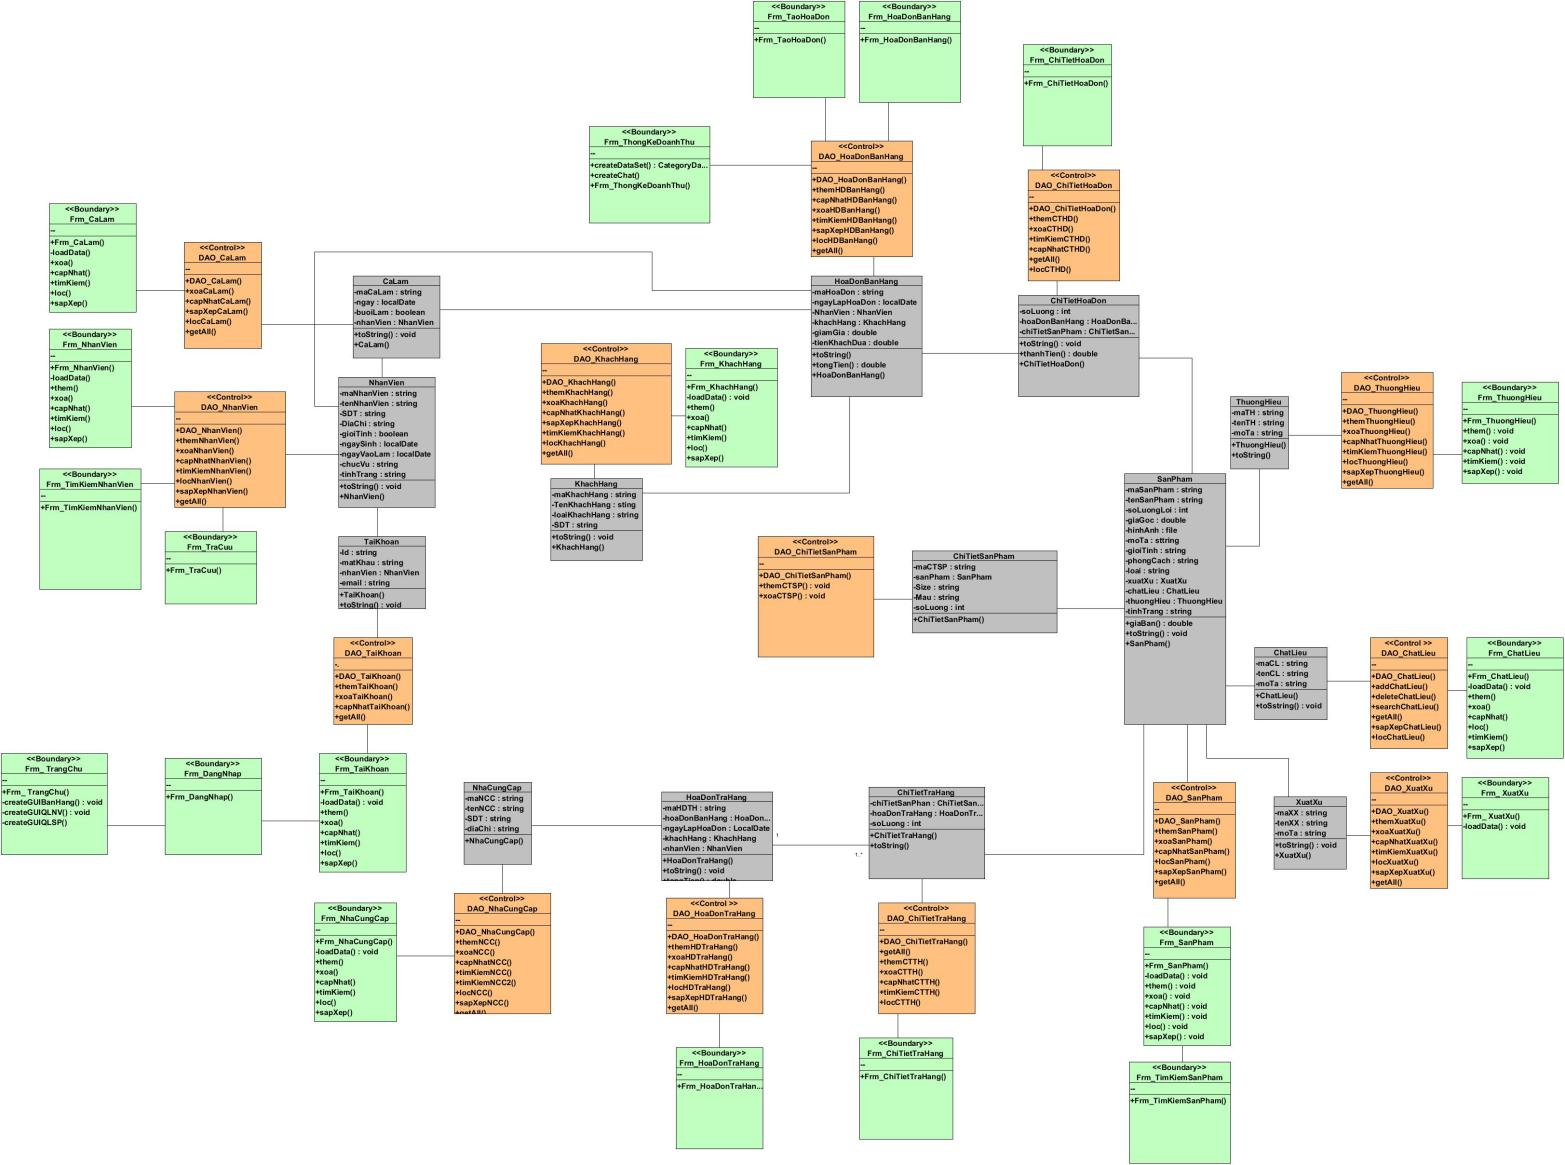 <<Boundary>>
Frm_TaoHoaDon
--
+Frm_TaoHoaDon()
<<Boundary>>
Frm_HoaDonBanHang
--
+Frm_HoaDonBanHang()
<<Boundary>>
Frm_ChiTietHoaDon
--
+Frm_ChiTietHoaDon()
<<Boundary>>
Frm_ThongKeDoanhThu
--
+createDataSet() : CategoryDa...
+createChat()
+Frm_ThongKeDoanhThu()
<<Control>>
DAO_HoaDonBanHang
--
+DAO_HoaDonBanHang()
+themHDBanHang()
+capNhatHDBanHang()
+xoaHDBanHang()
+timKiemHDBanHang()
+sapXepHDBanHang()
+locHDBanHang()
+getAll()
<<Control>>
DAO_ChiTietHoaDon
--
+DAO_ChiTietHoaDon()
+themCTHD()
+xoaCTHD()
+timKiemCTHD()
+capNhatCTHD()
+getAll()
+locCTHD()
<<Boundary>>
Frm_CaLam
--
+Frm_CaLam()
-loadData()
+xoa()
+capNhat()
+timKiem()
+loc()
+sapXep()
<<Control>>
DAO_CaLam
--
+DAO_CaLam()
+xoaCaLam()
+capNhatCaLam()
+sapXepCaLam()
+locCaLam()
+getAll()
CaLam
-maCaLam : string
-ngay : localDate
-buoiLam : boolean
-nhanVien : NhanVien
+toString() : void
+CaLam()
HoaDonBanHang
-maHoaDon : string
-ngayLapHoaDon : localDate
-NhanVien : NhanVien
-khachHang : KhachHang
-giamGia : double
-tienKhachDua : double
+toString()
+tongTien() : double
+HoaDonBanHang()
ChiTietHoaDon
-soLuong : int
-hoaDonBanHang : HoaDonBa...
-chiTietSanPham : ChiTietSan...
+toString() : void
+thanhTien() : double
+ChiTietHoaDon()
<<Boundary>>
Frm_NhanVien
--
+Frm_NhanVien()
-loadData()
+them()
+xoa()
+capNhat()
+timKiem()
+loc()
+sapXep()
<<Control>>
DAO_NhanVien
--
+DAO_NhanVien()
+themNhanVien()
+xoaNhanVien()
+capNhatNhanVien()
+timKiemNhanVien()
+locNhanVien()
+sapXepNhanVien()
+getAll()
NhanVien
-maNhanVien : string
-tenNhanVien : string
-SDT : string
-DiaChi : string
-gioiTinh : boolean
-ngaySinh : localDate
-ngayVaoLam : localDate
-chucVu : string
-tinhTrang : string
+toString() : void
+NhanVien()
<<Control>>
DAO_KhachHang
--
+DAO_KhachHang()
+themKhachHang()
+xoaKhachHang()
+capNhatKhachHang()
+sapXepKhachHang()
+timKiemKhachHang()
+locKhachHang()
+getAll()
<<Boundary>>
Frm_KhachHang
--
+Frm_KhachHang()
-loadData() : void
+them()
+xoa()
+capNhat()
+timKiem()
+loc()
+sapXep()
ThuongHieu
-maTH : string
-tenTH : string
-moTa : string
+ThuongHieu()
+toString()
<<Control>>
DAO_ThuongHieu
--
+DAO_ThuongHieu()
+themThuongHieu()
+xoaThuongHieu()
+capNhatThuongHieu()
+timKiemThuongHieu()
+locThuongHieu()
+sapXepThuongHieu()
+getAll()
<<Boundary>>
Frm_ThuongHieu
--
+Frm_ThuongHieu()
+them() : void
+xoa() : void
+capNhat() : void
+timKiem() : void
+sapXep() : void
<<Boundary>>
Frm_TimKiemNhanVien
--
+Frm_TimKiemNhanVien()
<<Boundary>>
Frm_TraCuu
--
+Frm_TraCuu()
KhachHang
-maKhachHang : string
-TenKhachHang : sting
-loaiKhachHang : string
-SDT : string
+toString() : void
+KhachHang()
SanPham
-maSanPham : string
-tenSanPham : string
-soLuongLoi : int
-giaGoc : double
-hinhAnh : file
-moTa : sttring
-gioiTinh : string
-phongCach : string
-loai : string
-xuatXu : XuatXu
-chatLieu : ChatLieu
-thuongHieu : ThuongHieu
-tinhTrang : string
+giaBan() : double
+toString() : void
+SanPham()
TaiKhoan
-Id : string
-matKhau : string
-nhanVien : NhanVien
-email : string
+TaiKhoan()
+toString() : void
<<Control>>
DAO_ChiTietSanPham
--
+DAO_ChiTietSanPham()
+themCTSP() : void
+xoaCTSP() : void
ChiTietSanPham
-maCTSP : string
-sanPham : SanPham
-Size : string
-Mau : string
-soLuong : int
+ChiTietSanPham()
<<Control>>
DAO_TaiKhoan
-.
+DAO_TaiKhoan()
+themTaiKhoan()
+xoaTaiKhoan()
+capNhatTaiKhoan()
+getAll()
ChatLieu
-maCL : string
-tenCL : string
-moTa : string
+ChatLieu()
+toSstring() : void
<<Control >>
DAO_ChatLieu
--
+DAO_ChatLieu()
+addChatLieu()
+deleteChatLieu()
+searchChatLieu()
+getAll()
+sapXepChatLieu()
+locChatLieu()
<<Boundary>>
Frm_ChatLieu
--
+Frm_ChatLieu()
-loadData() : void
+them()
+xoa()
+capNhat()
+loc()
+timKiem()
+sapXep()
<<Boundary>>
Frm_ TrangChu
--
+Frm_ TrangChu()
-createGUIBanHang() : void
-createGUIQLNV() : void
-createGUIQLSP()
<<Boundary>>
Frm_DangNhap
--
+Frm_DangNhap()
<<Boundary>>
Frm_TaiKhoan
--
+Frm_TaiKhoan()
-loadData() : void
+them()
+xoa()
+capNhat()
+timKiem()
+loc()
+sapXep()
NhaCungCap
-maNCC : string
-tenNCC : string
-SDT : string
-diaChi : string
+NhaCungCap()
HoaDonTraHang
-maHDTH : string
-hoaDonBanHang : HoaDon...
-ngayLapHoaDon : LocalDate
-khachHang : KhachHang
-nhanVien : NhanVien
+HoaDonTraHang()
+toString() : void
+tongTien() : double
1
1..*
ChiTietTraHang
-chiTietSanPhan : ChiTietSan...
-hoaDonTraHang : HoaDonTr...
-soLuong : int
+ChiTietTraHang()
+toString()
<<Control>>
DAO_SanPham
--
+DAO_SanPham()
+themSanPham()
+xoaSanPham()
+capNhatSanPham()
+locSanPham()
+sapXepSanPham()
+getAll()
XuatXu
-maXX : string
-tenXX : string
-moTa : string
+toString() : void
+XuatXu()
<<Control>>
DAO_XuatXu
--
+DAO_XuatXu()
+themXuatXu()
+xoaXuatXu()
+capNhatXuatXu()
+timKiemXuatXu()
+locXuatXu()
+sapXepXuatXu()
+getAll()
<<Boundary>>
Frm_ XuatXu
--
+Frm_ XuatXu()
-loadData() : void
<<Boundary>>
Frm_NhaCungCap
--
+Frm_NhaCungCap()
-loadData() : void
+them()
+xoa()
+capNhat()
+timKiem()
+loc()
+sapXep()
<<Control>>
DAO_NhaCungCap
--
+DAO_NhaCungCap()
+themNCC()
+xoaNCC()
+capNhatNCC()
+timKiemNCC()
+timKiemNCC2()
+locNCC()
+sapXepNCC()
+getAll()
<<Control >>
DAO_HoaDonTraHang
--
+DAO_HoaDonTraHang()
+themHDTraHang()
+xoaHDTraHang()
+capNhatHDTraHang()
+timKiemHDTraHang()
+locHDTraHang()
+sapXepHDTraHang()
+getAll()
<<Control>>
DAO_ChiTietTraHang
--
+DAO_ChiTietTraHang()
+getAll()
+themCTTH()
+xoaCTTH()
+capNhatCTTH()
+timKiemCTTH()
+locCTTH()
<<Boundary>>
Frm_SanPham
--
+Frm_SanPham()
-loadData() : void
+them() : void
+xoa() : void
+capNhat() : void
+timKiem() : void
+loc() : void
+sapXep() : void
<<Boundary>>
Frm_HoaDonTraHang
--
+Frm_HoaDonTraHan...
<<Boundary>>
Frm_ChiTietTraHang
--
+Frm_ChiTietTraHang()
<<Boundary>>
Frm_TimKiemSanPham
--
+Frm_TimKiemSanPham()